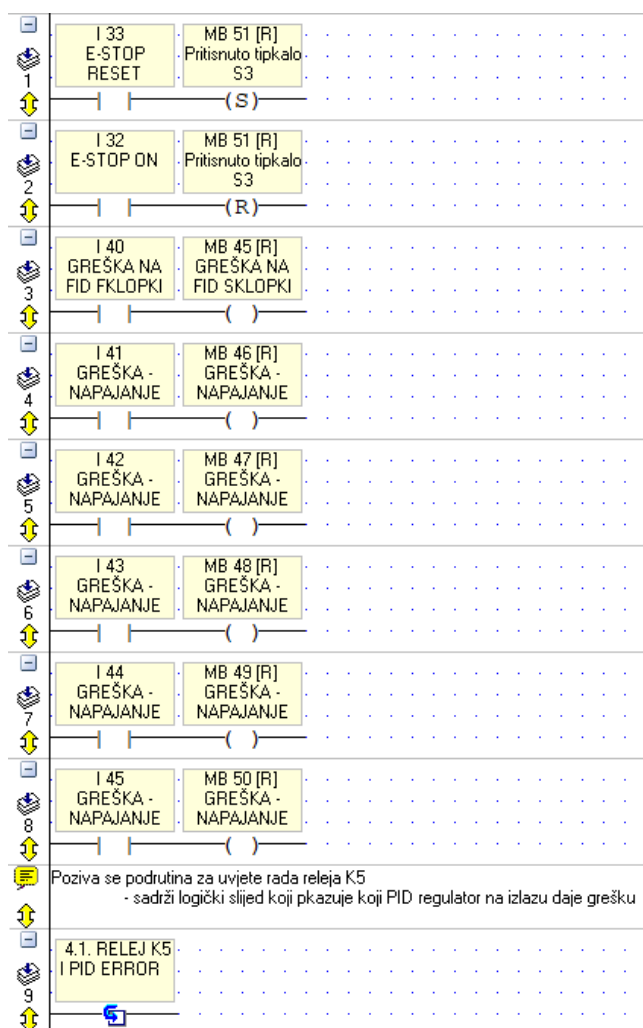 I 33
E-STOP
RESET
MB 51 [R]
Pritisnuto tipkalo
S3
(S)
1
I 32
E-STOP ON
MB 51 [R]
Pritisnuto tipkalo
S3
(R)
2
I 40
GREŠKA NA
FID FKLOPKI
MB 45 [R]
GREŠKA NA
FID SKLOPKI
( )
3
I 41
GREŠKA -
NAPAJANJE
MB 46 [R]
GREŠKA -
NAPAJANJE
( )
4
I 42
GREŠKA -
NAPAJANJE
MB 47 [R]
GREŠKA -
NAPAJANJE
( )
5
I 43
GREŠKA -
NAPAJANJE
MB 48 [R]
GREŠKA -
NAPAJANJE
( )
6
I 44
GREŠKA -
NAPAJANJE
MB 49 [R]
GREŠKA -
NAPAJANJE
( )
7
I 45
GREŠKA -
NAPAJANJE
MB 50 [R]
GREŠKA -
NAPAJANJE
( )
8
Poziva se podrutina za uvjete rada releja K5
- sadrži logički slijed koji pkazuje koji PID regulator na izlazu daje grešku
4.1. RELEJ K5
I PID ERROR
9